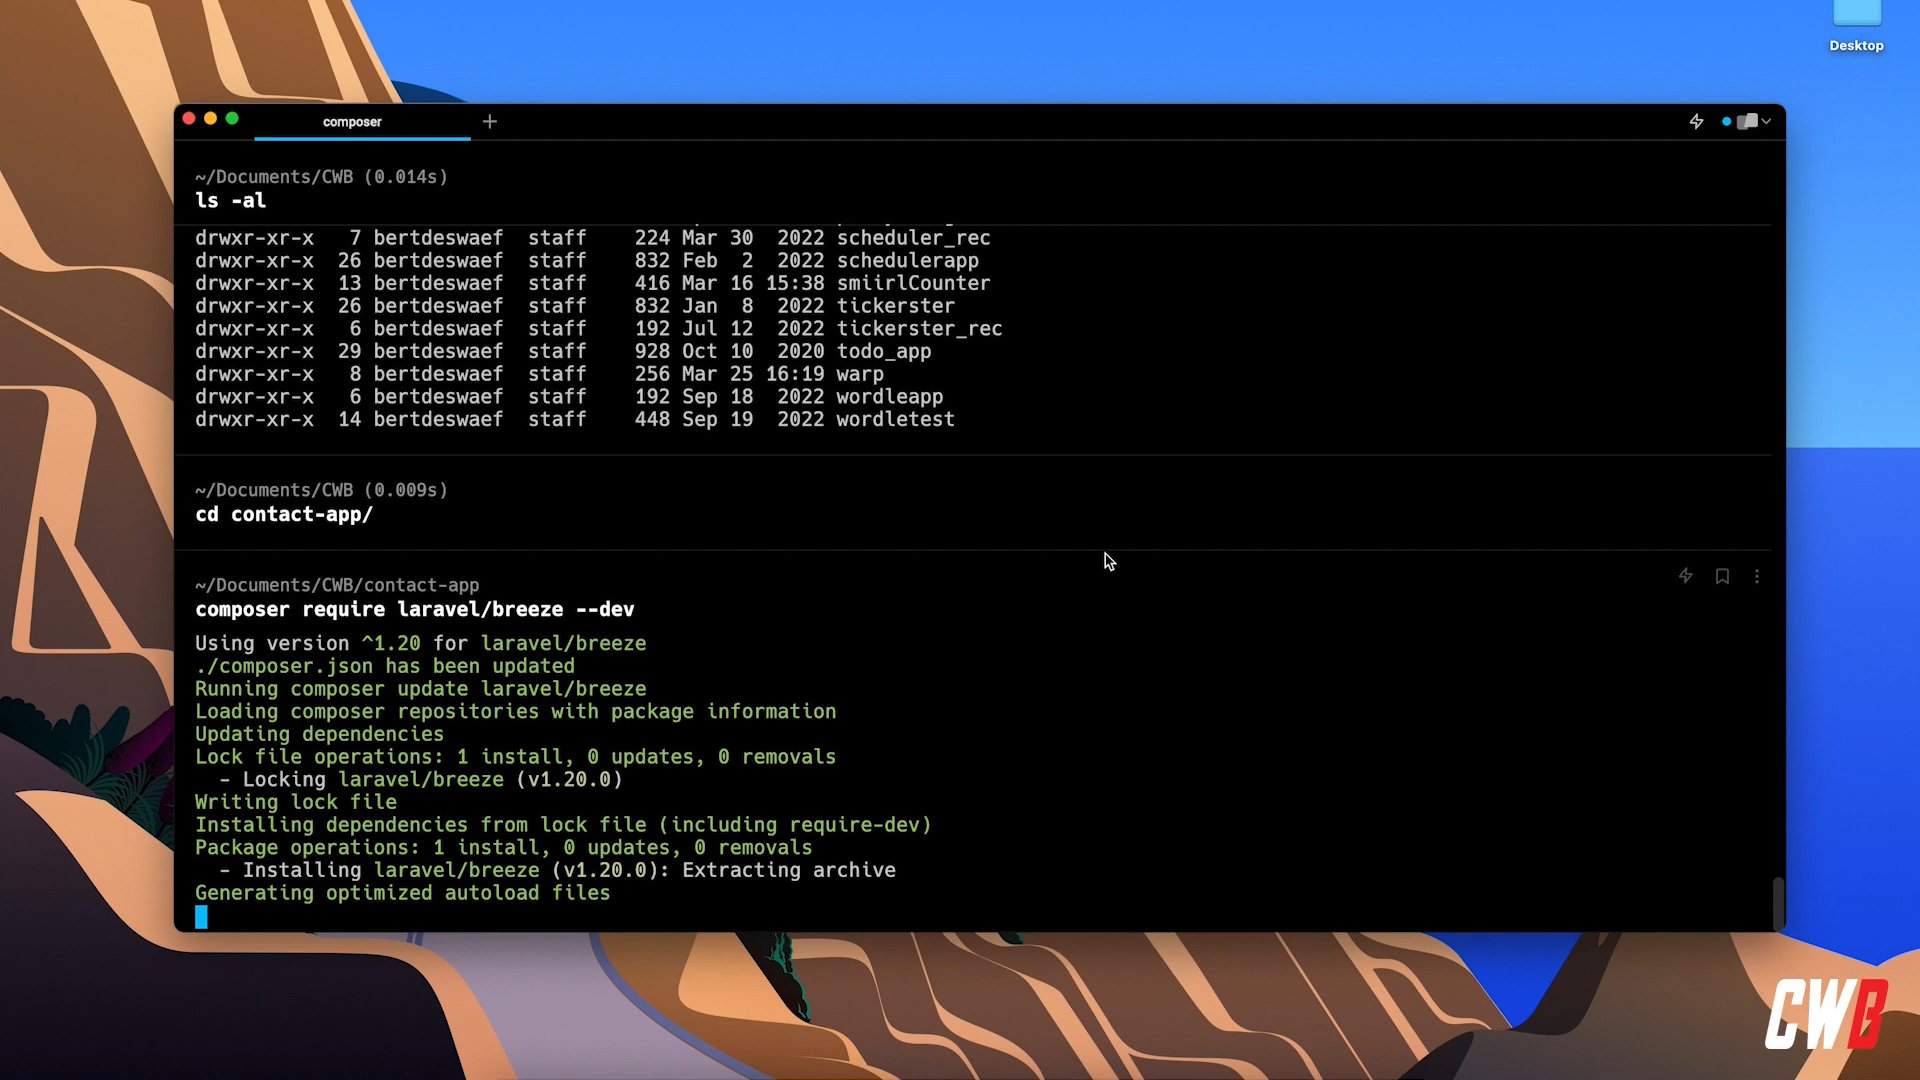 Desktop
composer
~/Documents/CWB (0.014s)
ls -al
drwxr-xr-x   7 bertdeswaef  staff    224 Mar 30  2022 scheduler_rec
drwxr-xr-x  26 bertdeswaef  staff    832 Feb  2  2022 schedulerapp
drwxr-xr-x  13 bertdeswaef  staff    416 Mar 16 15:38 smiirlCounter
drwxr-xr-x  26 bertdeswaef  staff    832 Jan  8  2022 tickerster
drwxr-xr-x   6 bertdeswaef  staff    192 Jul 12  2022 tickerster_rec
drwxr-xr-x  29 bertdeswaef  staff    928 Oct 10  2020 todo_app
drwxr-xr-x   8 bertdeswaef  staff    256 Mar 25 16:19 warp
drwxr-xr-x   6 bertdeswaef  staff    192 Sep 18  2022 wordleapp
drwxr-xr-x  14 bertdeswaef  staff    448 Sep 19  2022 wordletest
~/Documents/CWB (0.009s)
cd contact-app/
~/Documents/CWB/contact-app
composer require laravel/breeze --dev
Using version ^1.20 for laravel/breeze
./composer.json has been updated
Running composer update laravel/breeze
Loading composer repositories with package information
Updating dependencies
Lock file operations: 1 install, 0 updates, 0 removals
  - Locking laravel/breeze (v1.20.0)
Writing lock file
Installing dependencies from lock file (including require-dev)
Package operations: 1 install, 0 updates, 0 removals
  - Installing laravel/breeze (v1.20.0): Extracting archive
Generating optimized autoload files
CWB